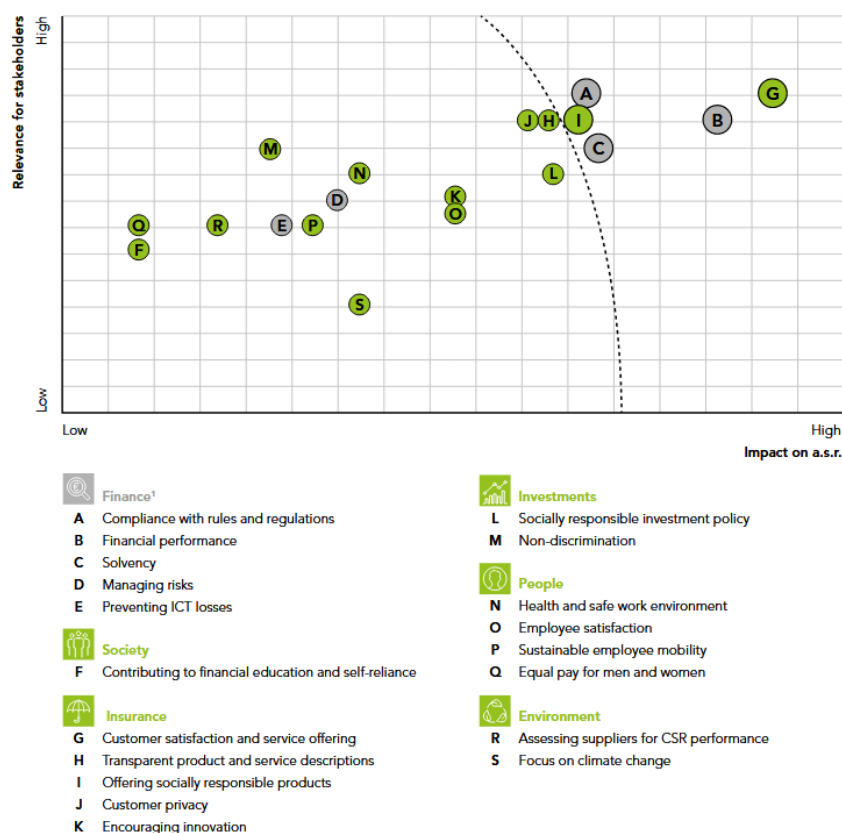 High
Relevance for stakeholders
Low
A
G
J
H
I
B
C
M
N
L
D
K
O
Q
R
E
P
F
S
Low
High
Impact on a.s.r.
Finance¹
A Compliance with rules and regulations
B Financial performance
C Solvency
D Managing risks
E Preventing ICT losses
Society
F Contributing to financial education and self-reliance
Insurance
G Customer satisfaction and service offering
H Transparent product and service descriptions
I Offering socially responsible products
J Customer privacy
K Encouraging innovation
Investments
L Socially responsible investment policy
M Non-discrimination
People
N Health and safe work environment
O Employee satisfaction
P Sustainable employee mobility
Q Equal pay for men and women
Environment
R Assessing suppliers for CSR performance
S Focus on climate change